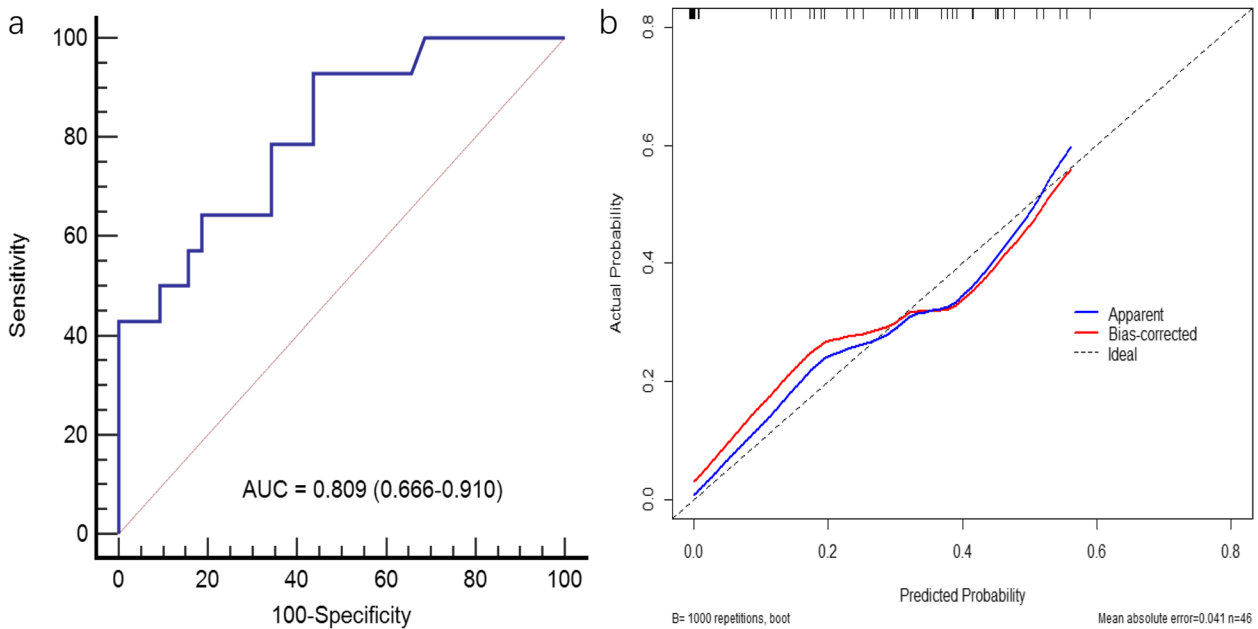 a
100
80
60
40
20
0
Sensitivity
AUC = 0.809 (0.666-0.910)
0 20 40 60 80 100
100-Specificity
b
0.8
0.6
0.4
0.2
0.0
Actual Probability
Apparent
Bias-corrected
Ideal
0.0 0.2 0.4 0.6 0.8
Predicted Probability
B= 1000 repetitions, boot
Mean absolute error=0.041 n=46